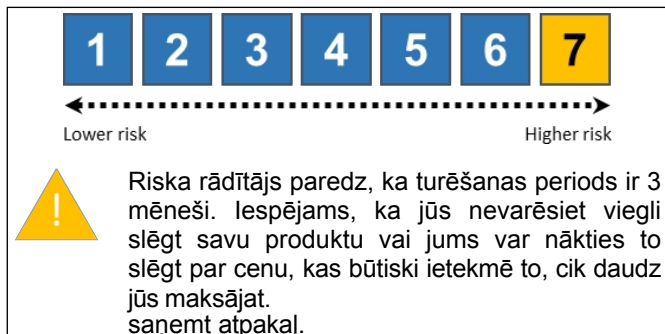 1 2 3 4 5 6 7
Lower risk Higher risk
!
Riska rādītājs paredz, ka turēšanas periods ir 3
mēneši. Iespējams, ka jūs nevarēsiet viegli
slēgt savu produktu vai jums var nākties to
slēgt par cenu, kas būtiski ietekmē to, cik daudz
jūs maksājat.
saņemt atpakaļ.